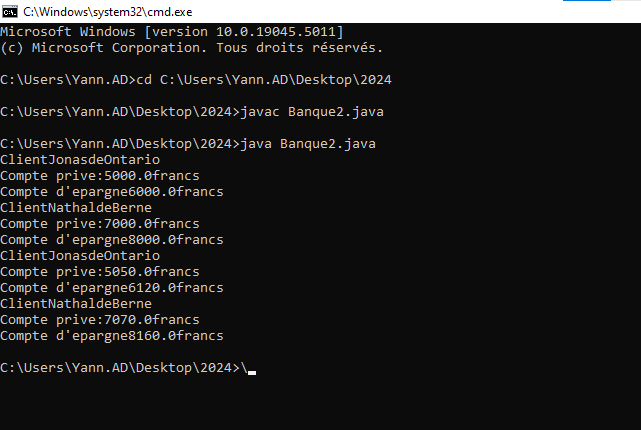 C:\Windows\system32\cmd.exe
Microsoft Windows [version 10.0.19045.5011]
(c) Microsoft Corporation. Tous droits réservés.
C:\Users\Yann.AD>cd C:\Users\Yann.AD\Desktop\2024
C:\Users\Yann.AD\Desktop\2024>javac Banque2.java
C:\Users\Yann.AD\Desktop\2024>java Banque2.java
ClientJonasdeOntario
Compte prive:5000.0francs
Compte d'epargne6000.0francs
ClientNathaldeBerne
Compte prive:7000.0francs
Compte d'epargne8000.0francs
ClientJonasdeOntario
Compte prive:5050.0francs
Compte d'epargne6120.0francs
ClientNathaldeBerne
Compte prive:7070.0francs
Compte d'epargne8160.0francs
C:\Users\Yann.AD\Desktop\2024>\